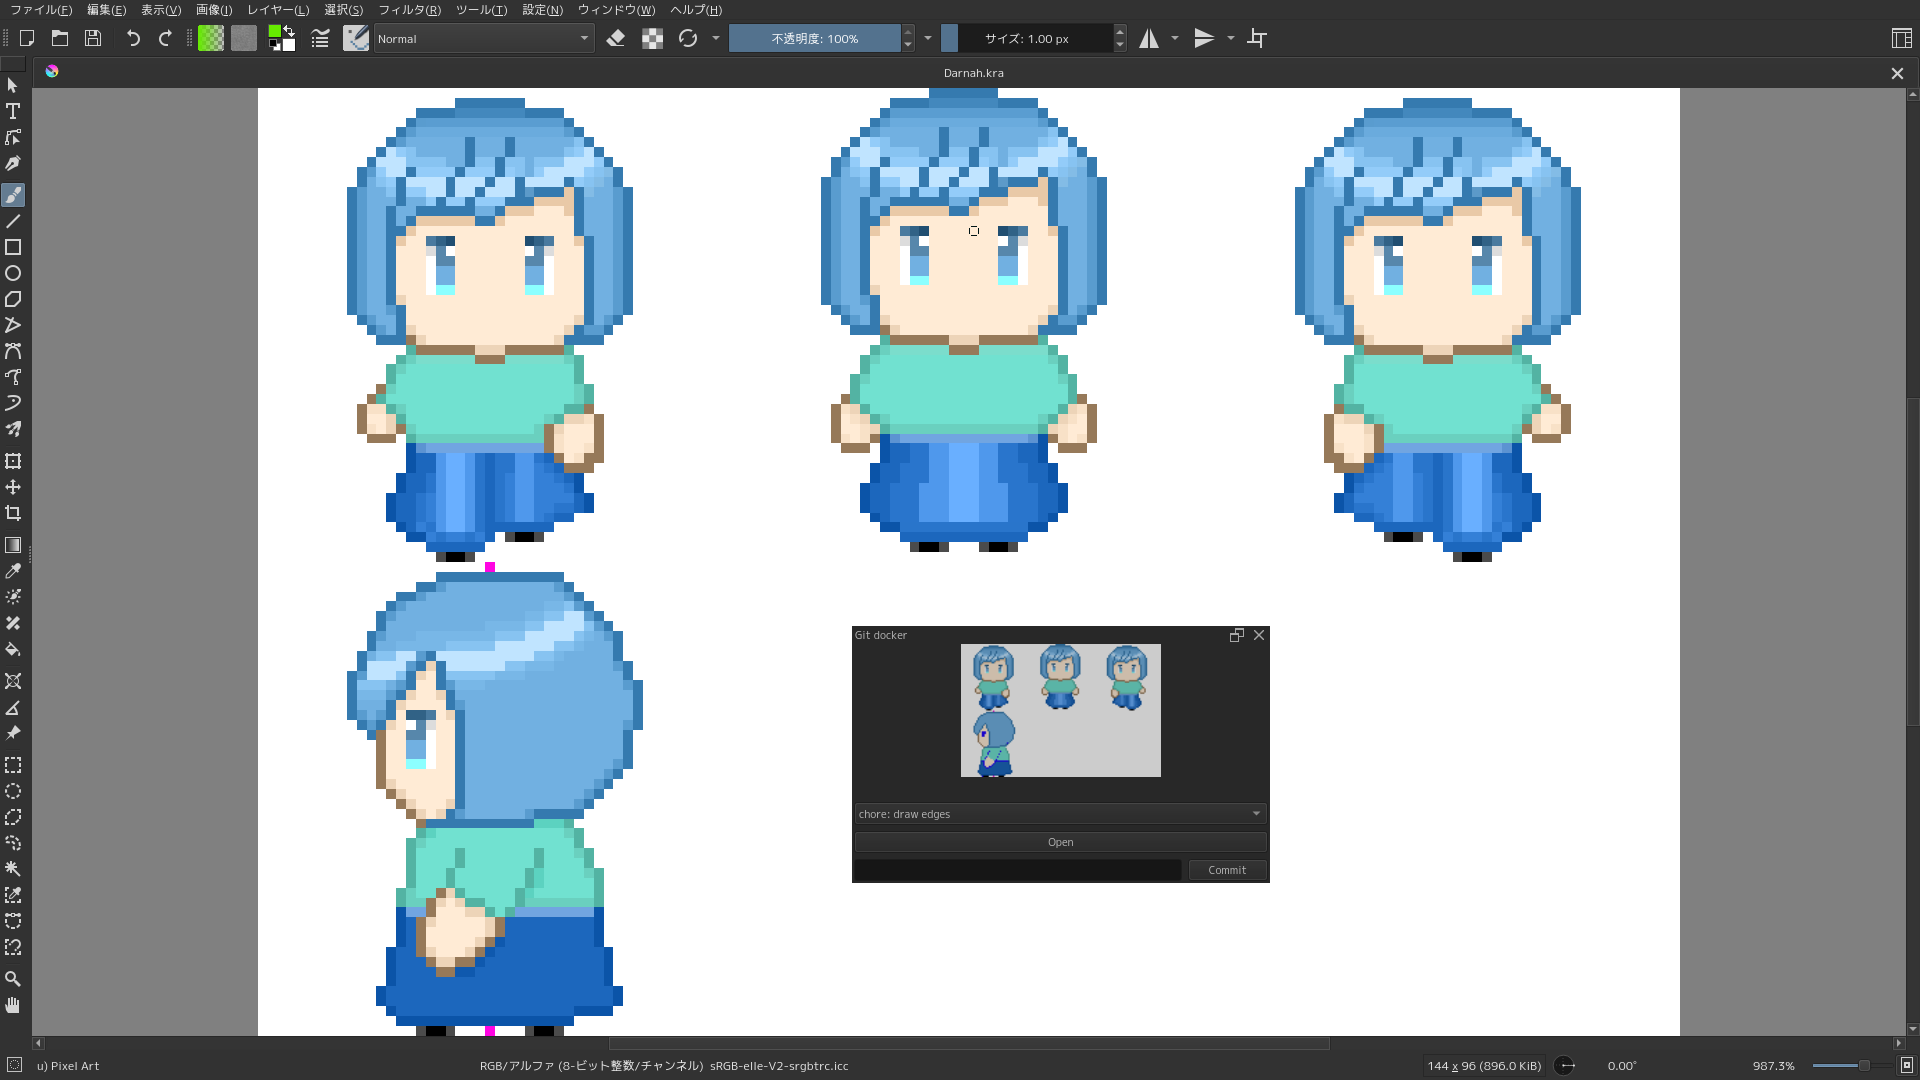 ファイル(F) 編集(E) 表示(V) 画像(I) レイヤー(L) 選択(S) フィルタ(R) ツール(T) 設定(N) ウィンドウ(W) ヘルプ(H)
Normal 不透明度: 100% サイズ: 1.00 px
Darnah.kra
Git docker
chore: draw edges
Open
Commit
u) Pixel Art RGB/アルファ (8-ビット整数/チャンネル) sRGB-elle-V2-srgbtrc.icc 144 x 96 (896.0 KiB) 0.00° 987.3%